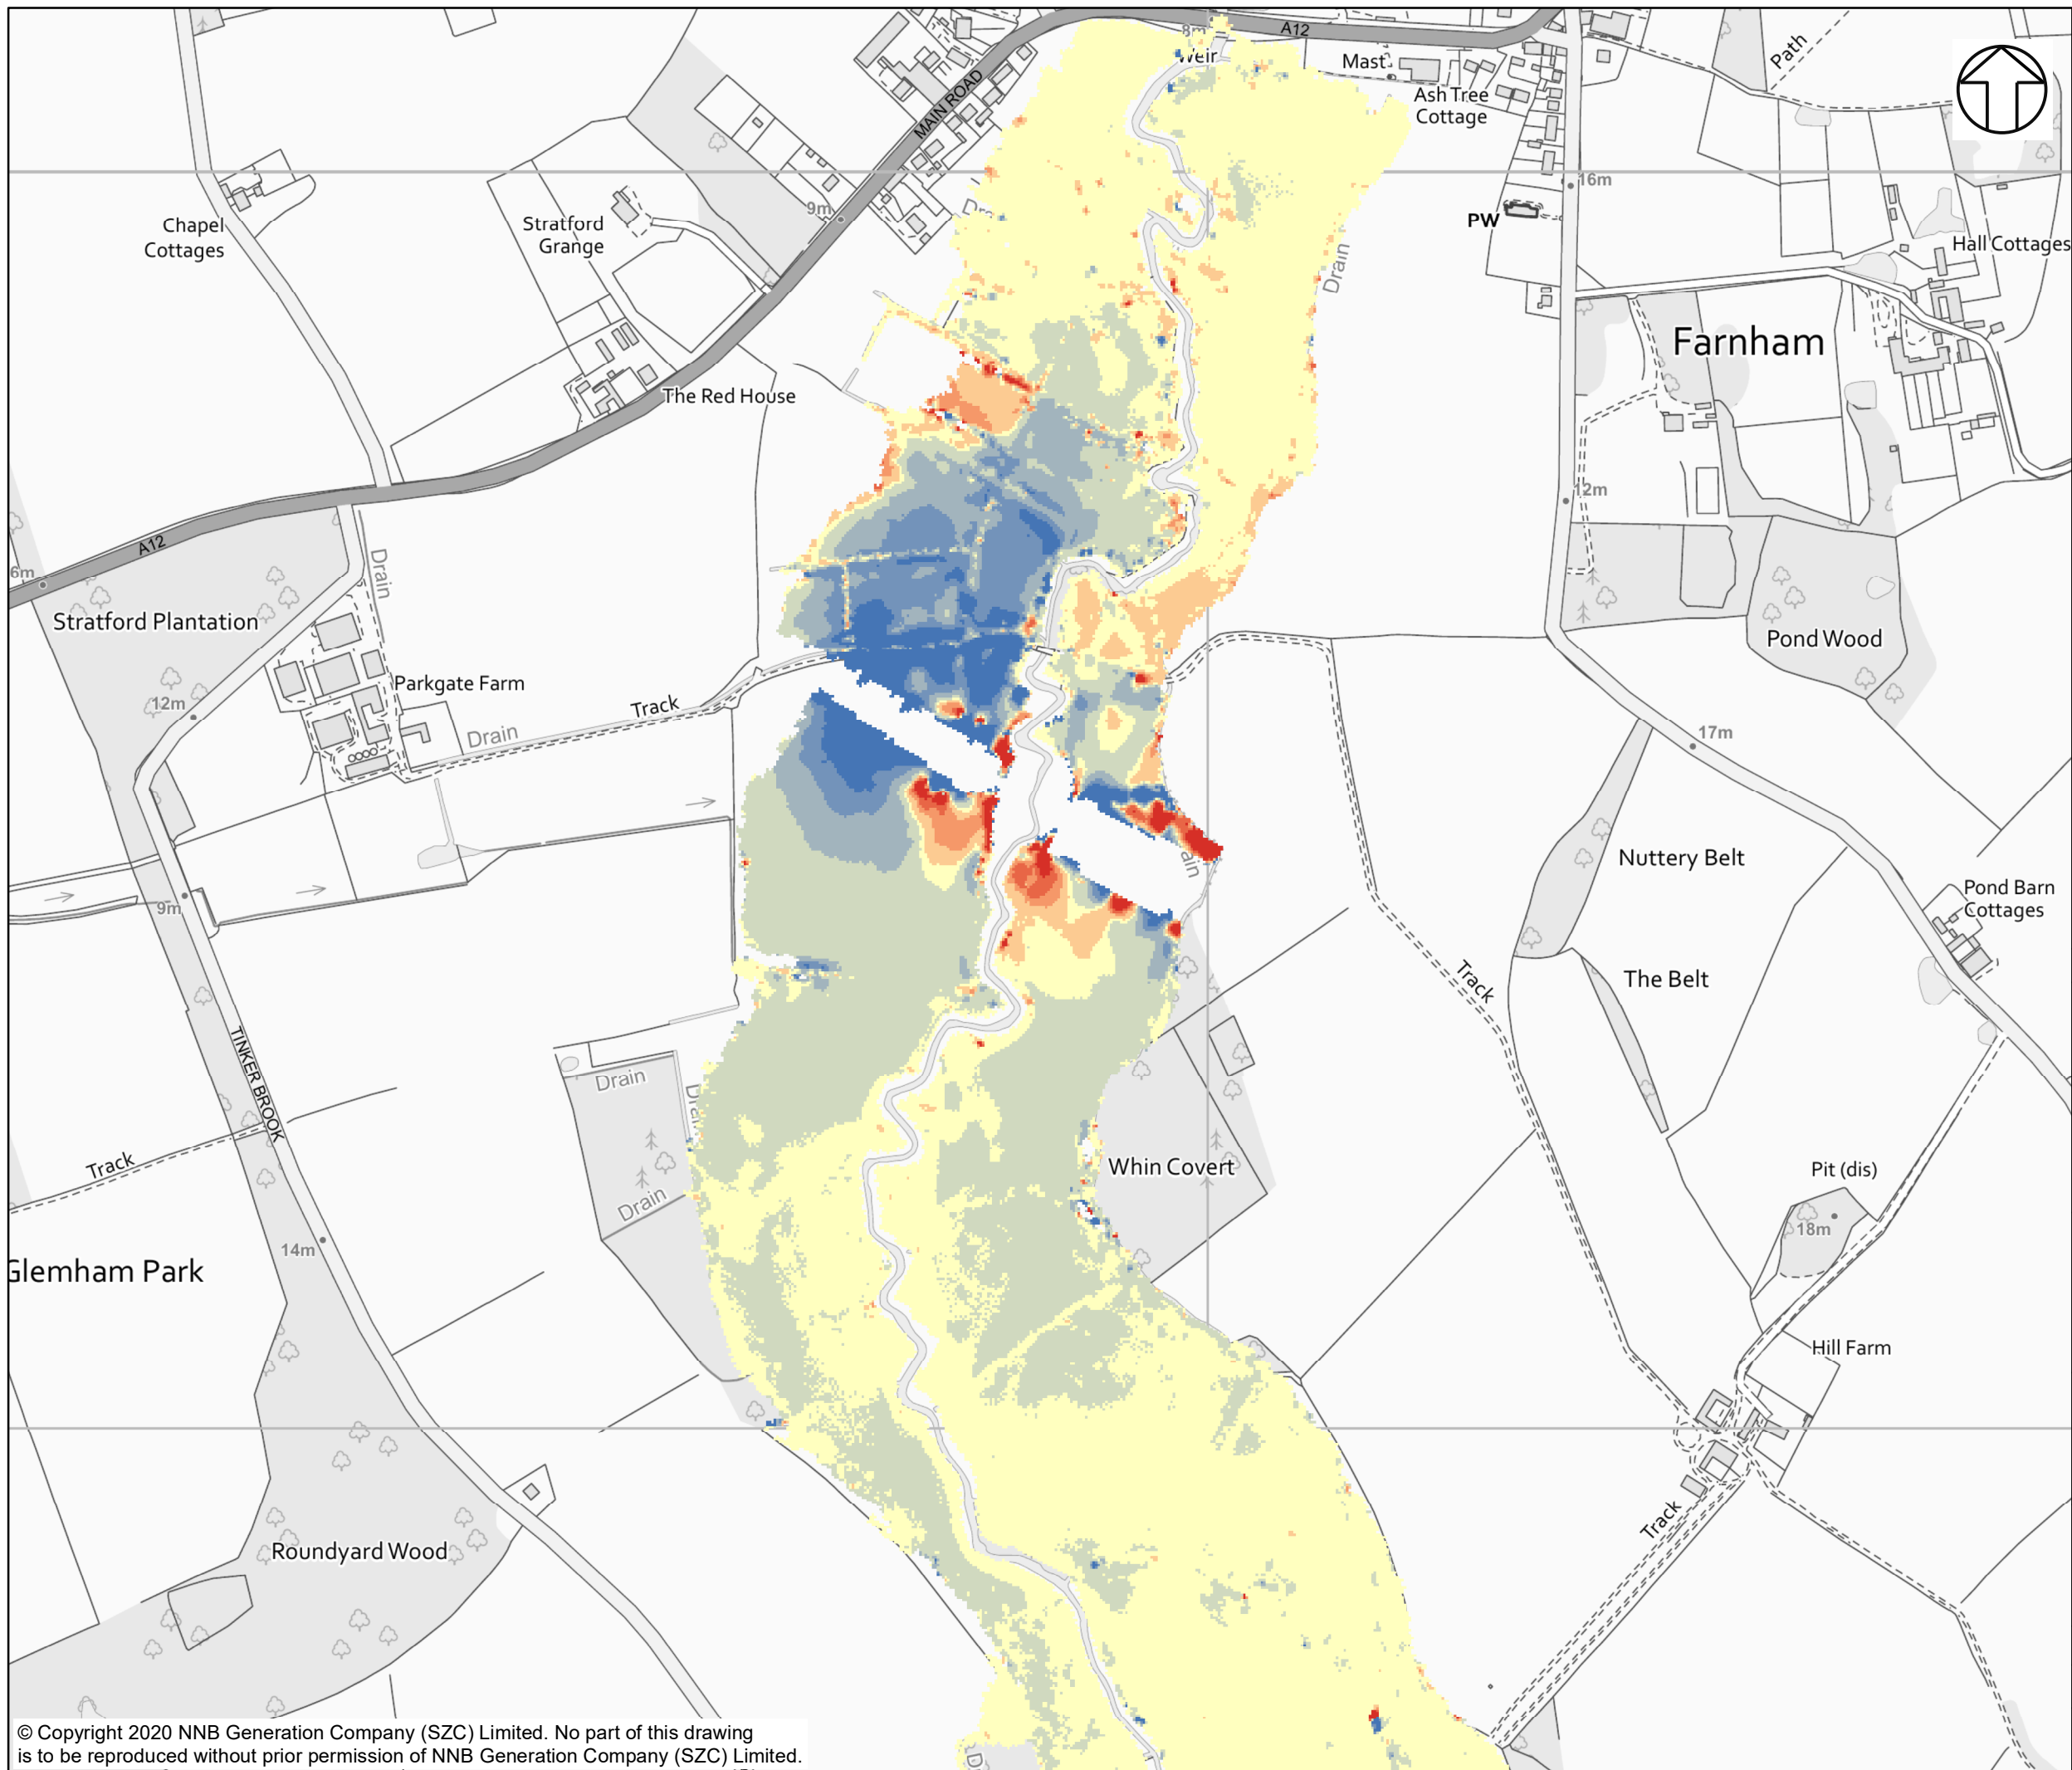 A12
8m
Weir
Mast
Path
Ash Tree
Cottage
MAIN ROAD
16m
9m
PW
Chapel
Cottages
Stratford
Grange
Hall Cottages
Drain
Farnham
The Red House
12m
A12
Drain
6m
Stratford Plantation
Pond Wood
Parkgate Farm
12m
Track
Drain
17m
Nuttery Belt
Pond Barn
Cottages
9m
ain
The Belt
Track
TINKER BROOK
Drain
Track
Whin Covert
Pit (dis)
Drain
18m
14m
Glemham Park
Hill Farm
Track
Roundyard Wood
© Copyright 2020 NNB Generation Company (SZC) Limited. No part of this drawing
is to be reproduced without prior permission of NNB Generation Company (SZC) Limited.